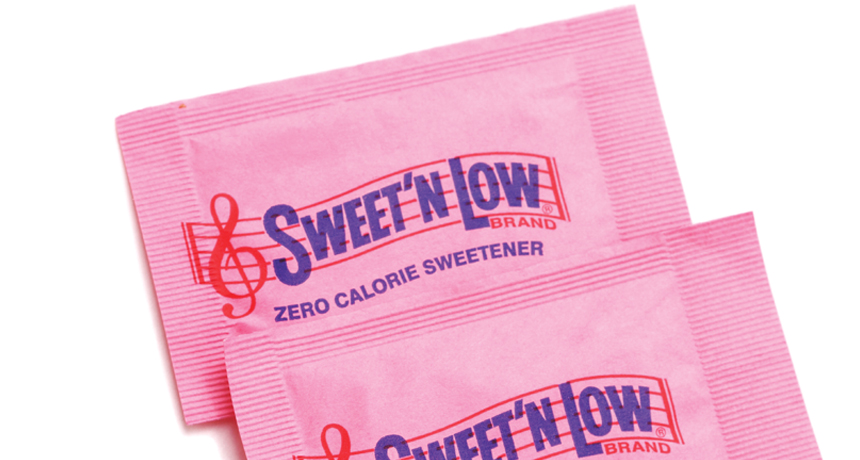 SWEET'N LOW®
BRAND
ZERO CALORIE SWEETENER
SWEET'N LOW®
BRAND